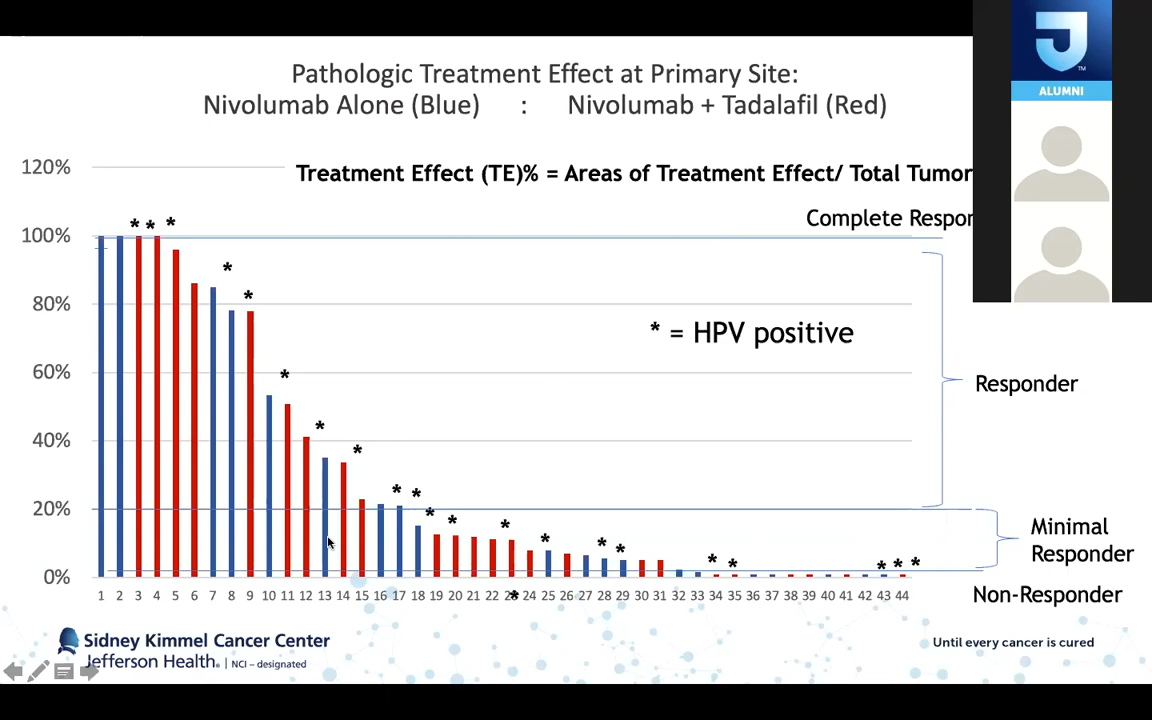 Pathologic Treatment Effect at Primary Site:
Nivolumab Alone (Blue) : Nivolumab + Tadalafil (Red)
J
TM
ALUMNI
120%
Treatment Effect (TE)% = Areas of Treatment Effect/ Total Tumor
Complete Respon
* * *
100%
*
*
80%
* = HPV positive
60%
*
Responder
40%
*
*
* *
20%
* * *
*
* *
* * * * *
Minimal
Responder
0%
1 2 3 4 5 6 7 8 9 10 11 12 13 14 15 16 17 18 19 20 21 22 23 24 25 26 27 28 29 30 31 32 33 34 35 36 37 38 39 40 41 42 43 44
*
Non-Responder
Sidney Kimmel Cancer Center
Jefferson Health® | NCI – designated
Until every cancer is cured